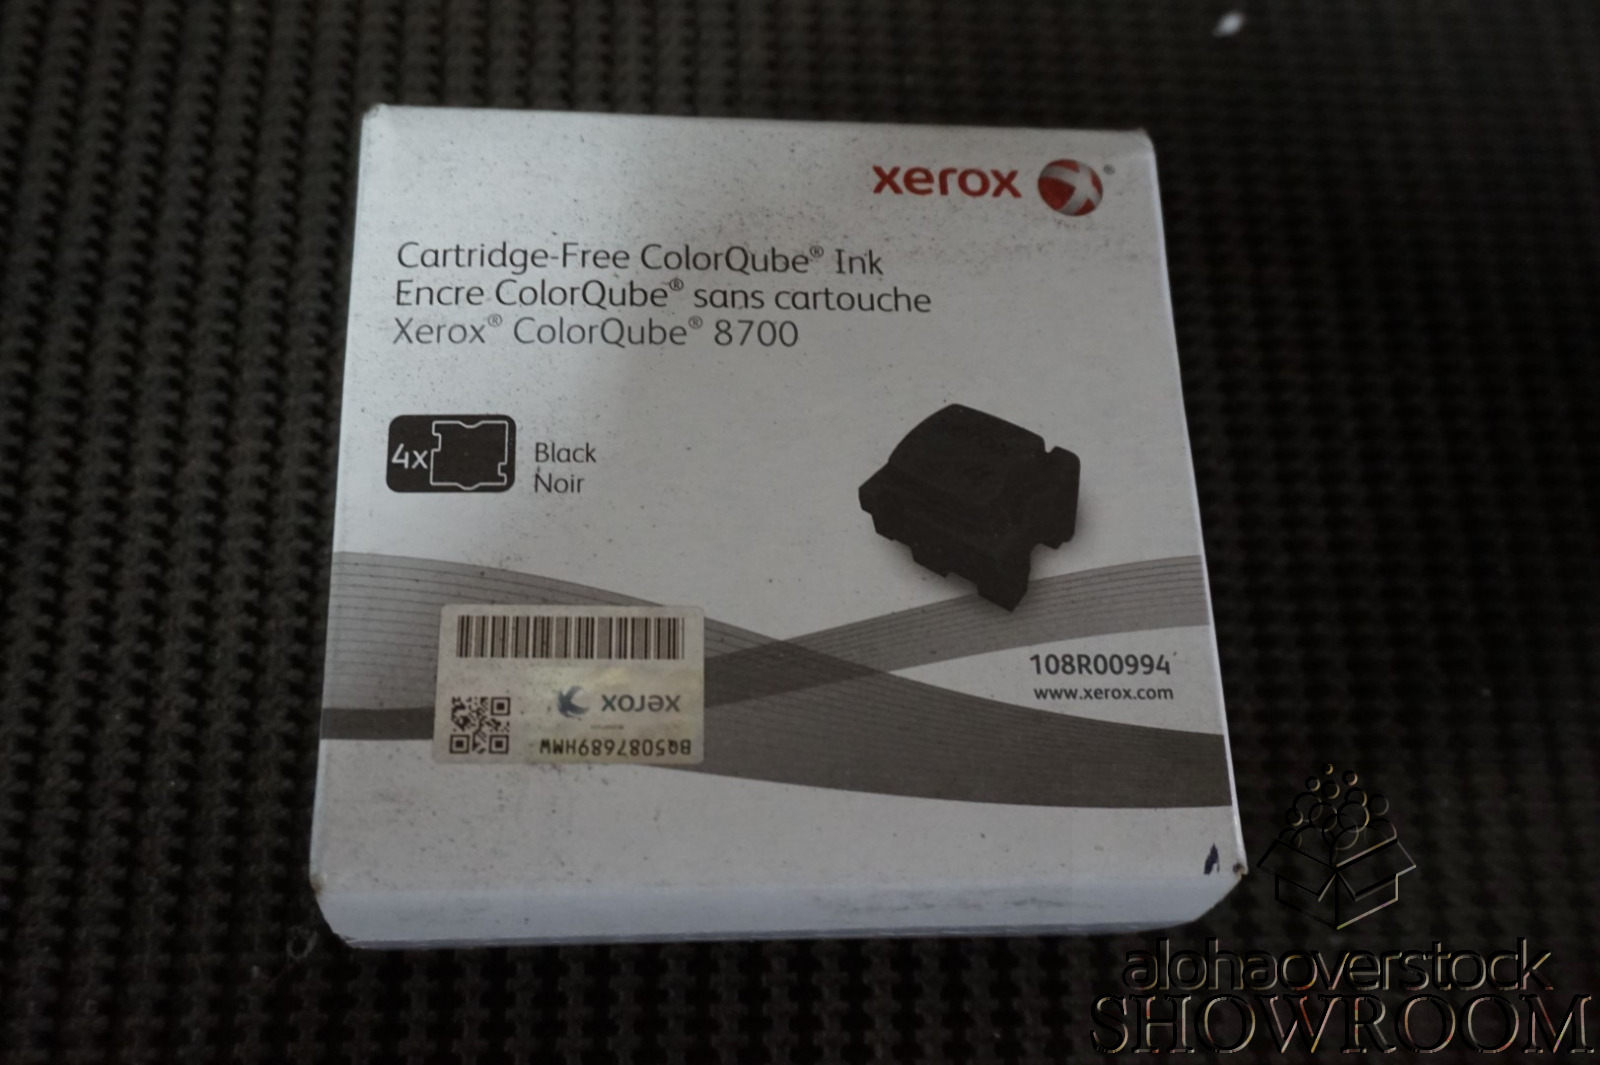 xerox ®
Cartridge-Free ColorQube® Ink
Encre ColorQube® sans cartouche
Xerox® ColorQube® 8700
4x
Black
Noir
108R00994
www.xerox.com
xerox
BQ5087689HMW
alohaoverstock
SHOWROOM